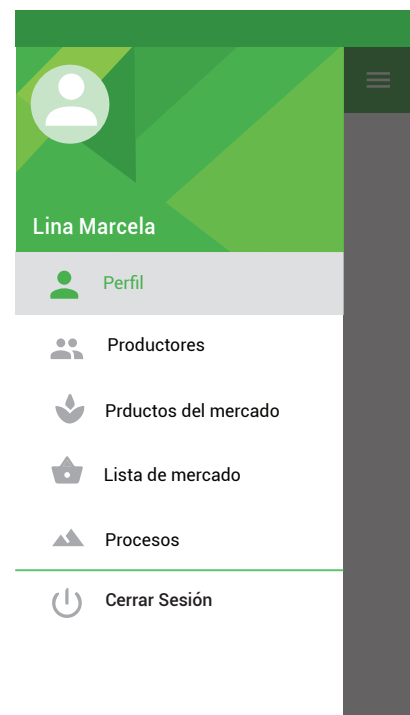 Lina Marcela
Perfil
Productores
Prductos del mercado
Lista de mercado
Procesos
Cerrar Sesión